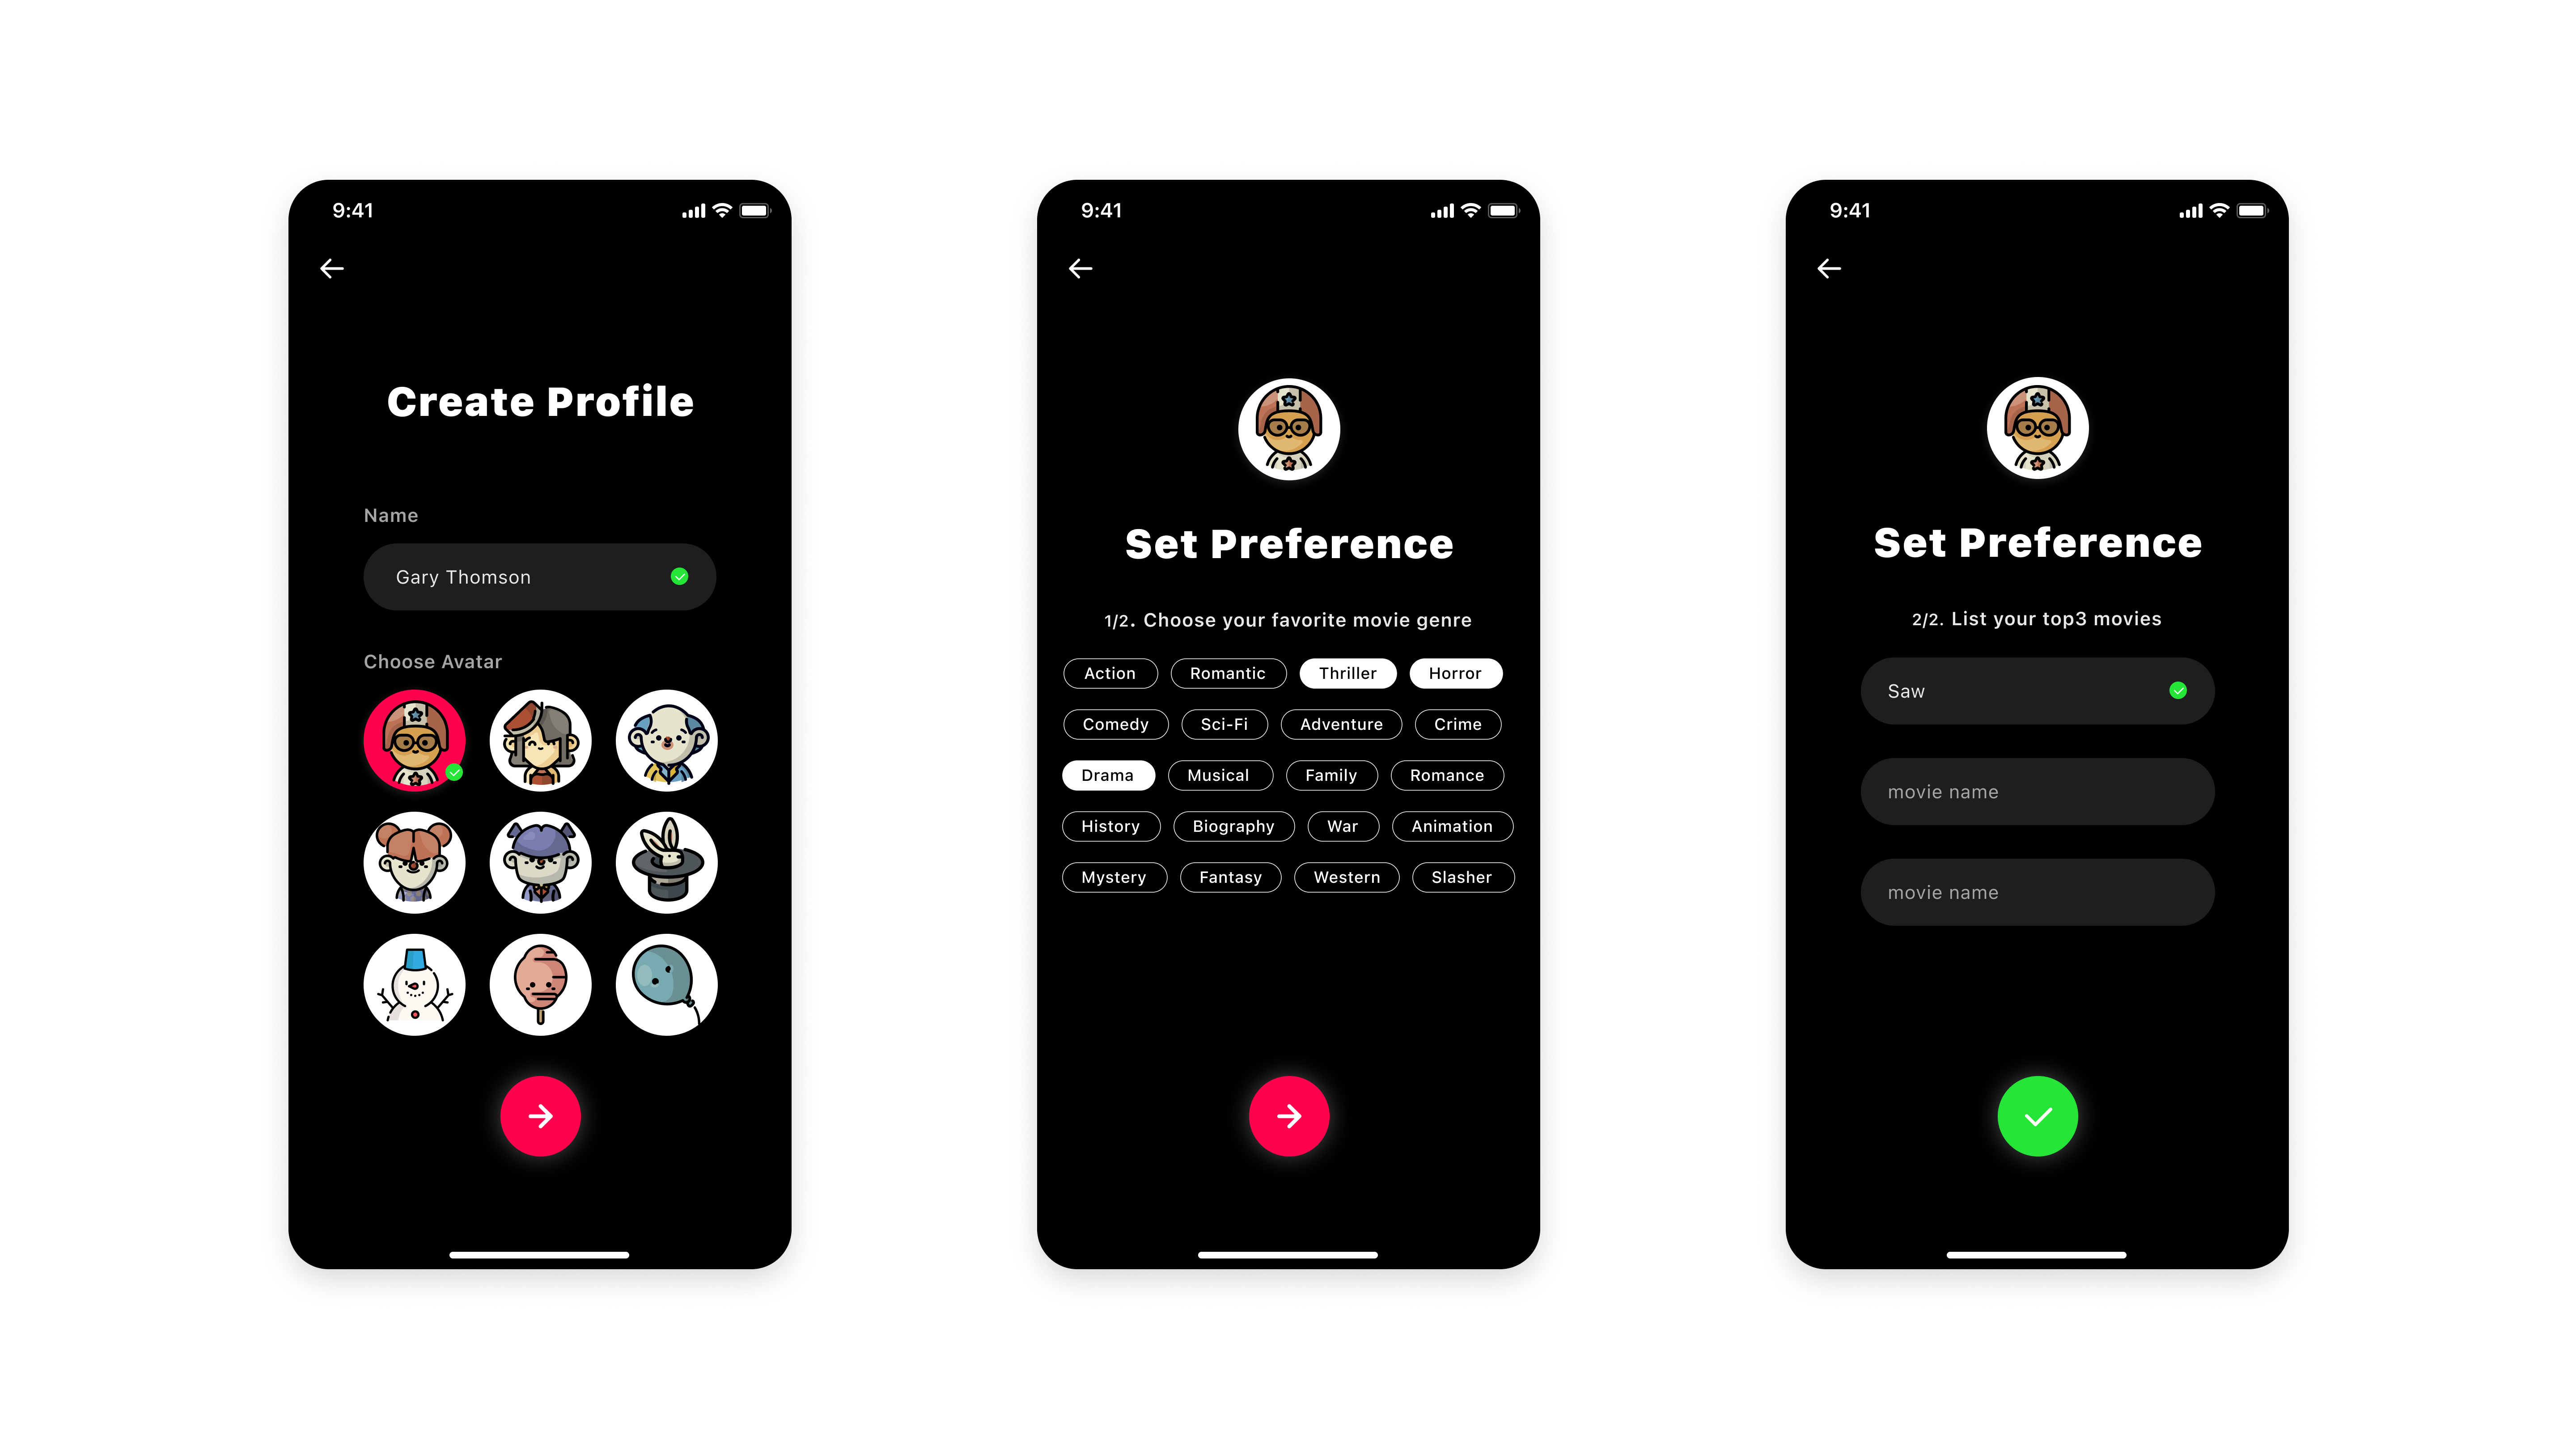 9:41
Create Profile
Name
Gary Thomson
Choose Avatar
9:41
Set Preference
1/2. Choose your favorite movie genre
Action Romantic Thriller Horror
Comedy Sci-Fi Adventure Crime
Drama Musical Family Romance
History Biography War Animation
Mystery Fantasy Western Slasher
9:41
Set Preference
2/2. List your top3 movies
Saw
movie name
movie name